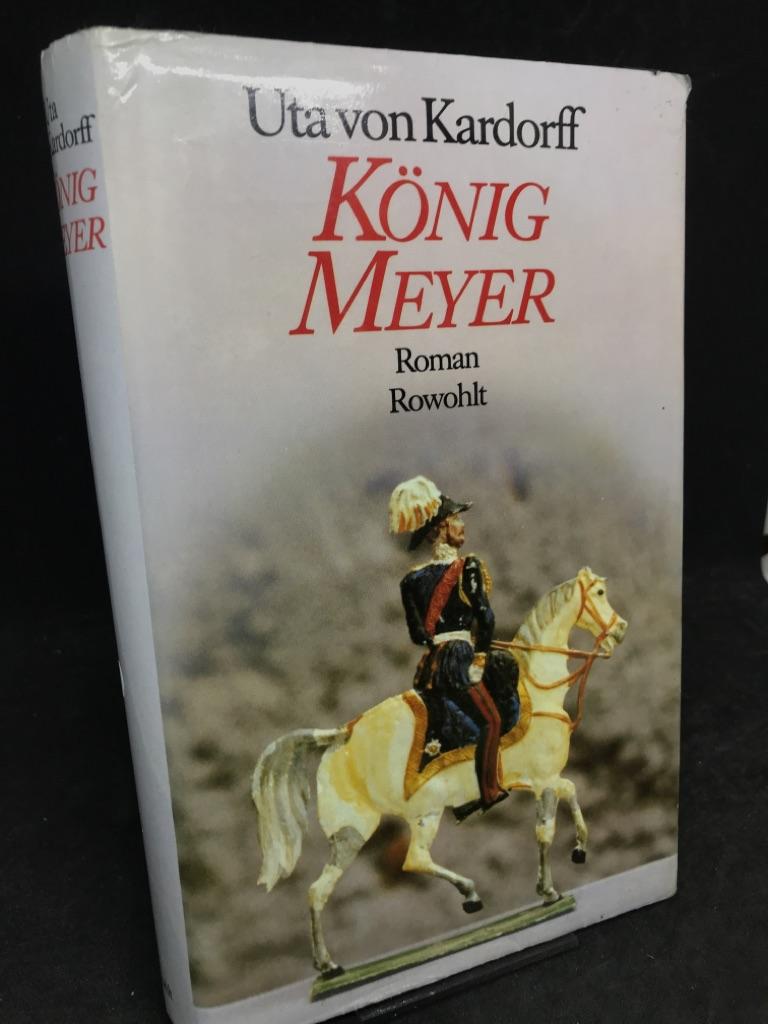 Uta von Kardorff
KÖNIG
MEYER
Roman
Rowohlt